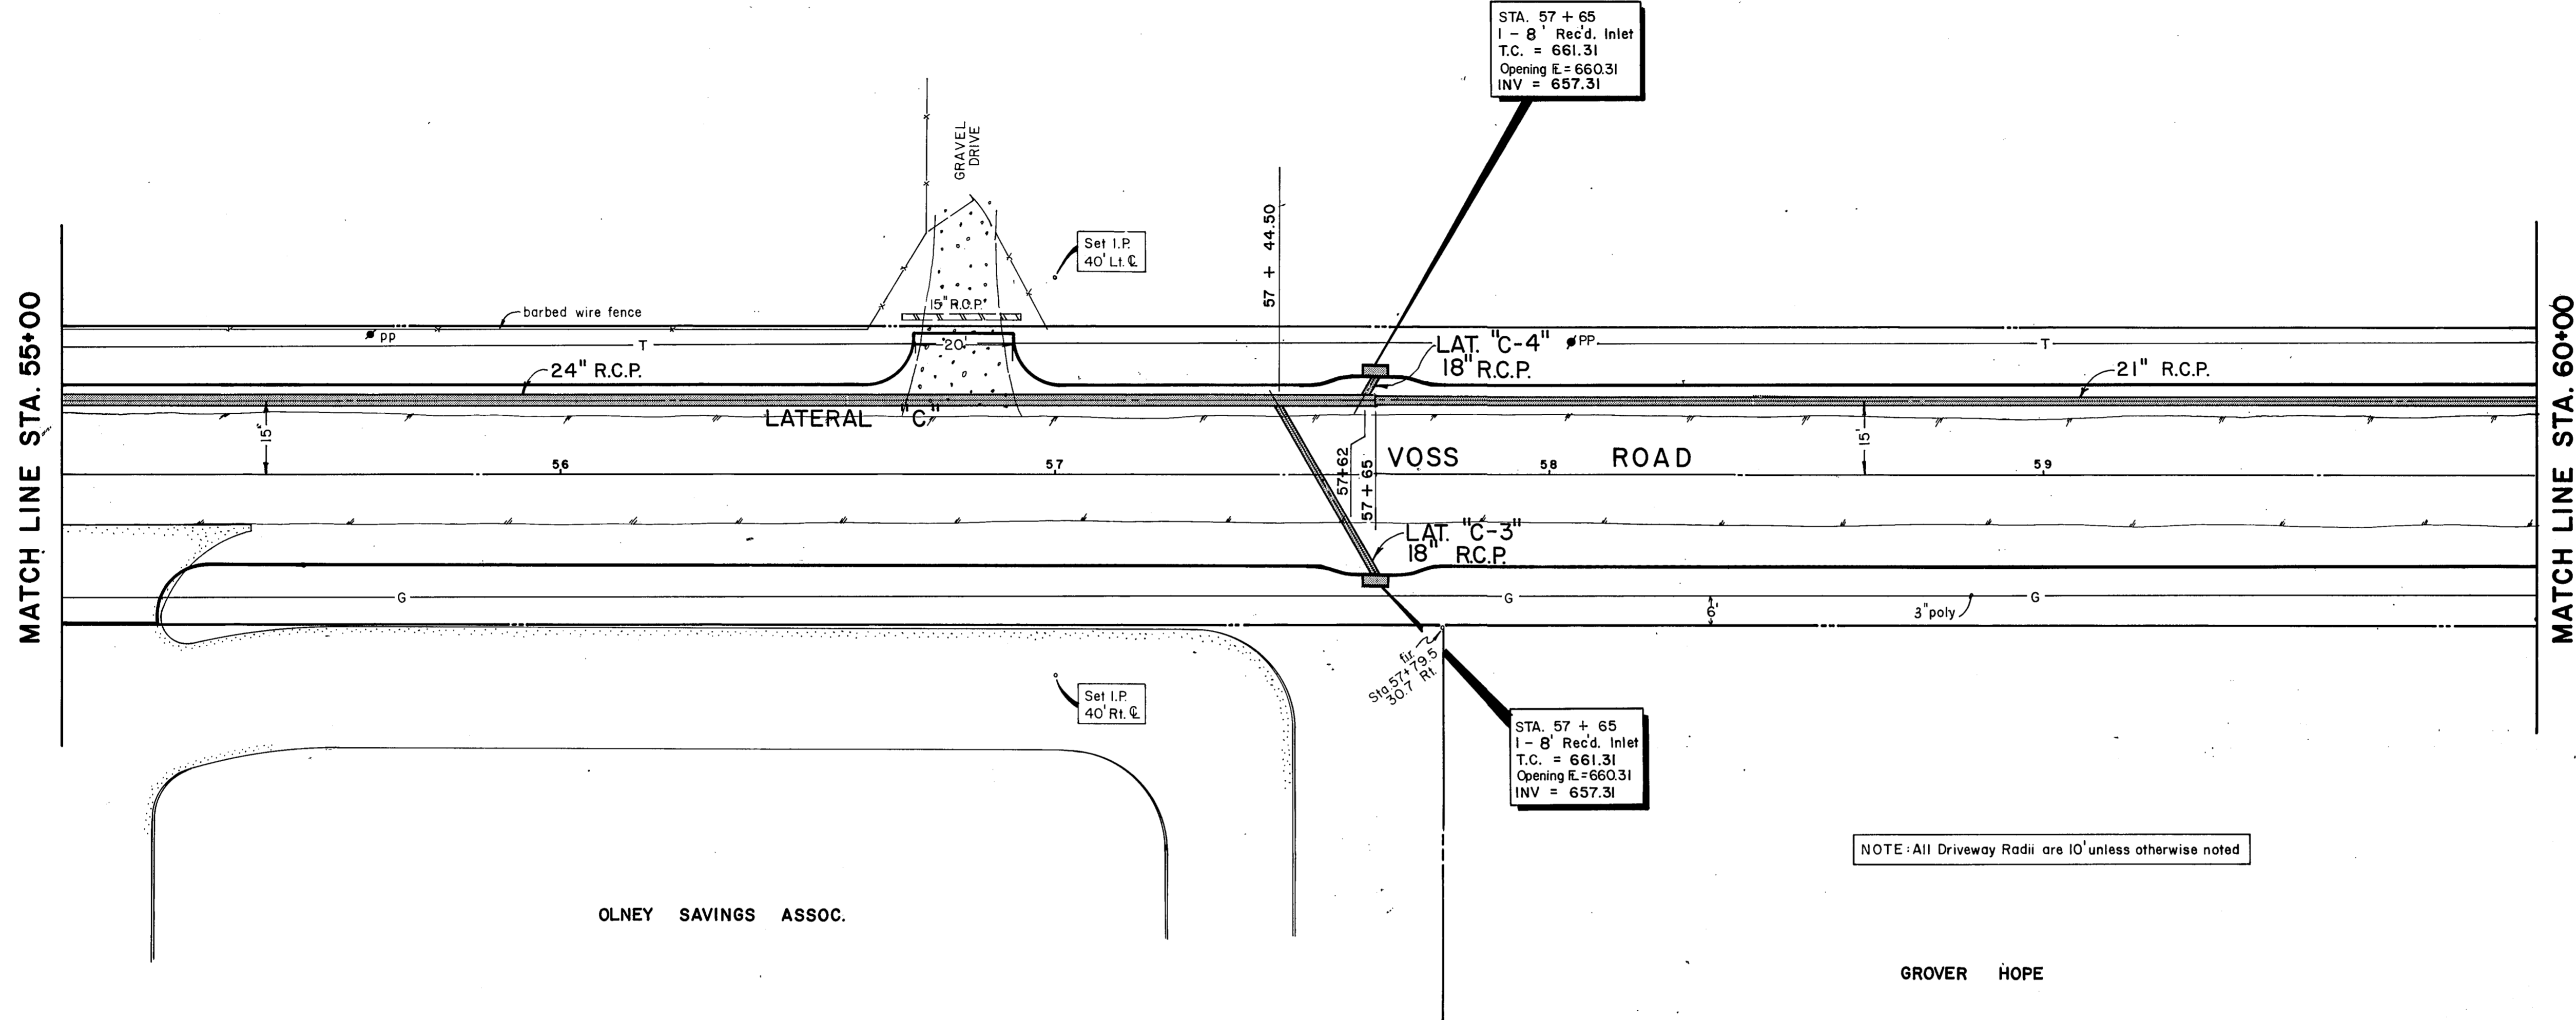 STA. 57 + 65
1 - 8' Rec'd. Inlet
T.C. = 661.31
Opening FL = 660.31
INV = 657.31
GRAVEL
DRIVE
Set I.P.
40' Lt. ℄
57 + 44.50
MATCH LINE STA. 55+00
MATCH LINE STA. 60+00
barbed wire fence
15" R.C.P.
PP
T
20'
LAT. "C-4"
18" R.C.P.
PP
T
24" R.C.P.
21" R.C.P.
LATERAL "C"
15'
15'
56
57
57+62
57 + 65
VOSS ROAD
58
59
LAT. "C-3"
18" R.C.P.
G
G
6'
3" poly
G
fir
Sta 57+79.5
30.7 Rt.
Set I.P.
40' Rt. ℄
STA. 57 + 65
1 - 8' Rec'd. Inlet
T.C. = 661.31
Opening FL = 660.31
INV = 657.31
NOTE: All Driveway Radii are 10' unless otherwise noted
OLNEY SAVINGS ASSOC.
GROVER HOPE